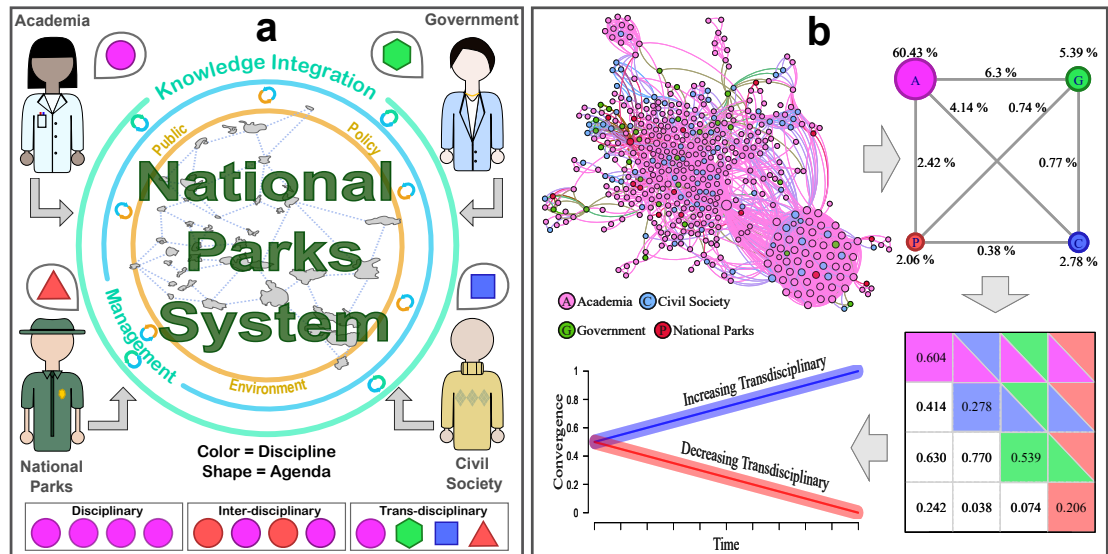 a
Academia
Government
Knowledge Integration
Public
Policy
National
Parks
System
Management
Environment
National
Parks
Civil
Society
Color = Discipline
Shape = Agenda
Disciplinary
Inter-disciplinary
Trans-disciplinary
b
60.43 %
5.39 %
A
G
6.3 %
4.14 %
0.74 %
2.42 %
0.77 %
P
C
0.38 %
2.06 %
2.78 %
A Academia
C Civil Society
G Government
P National Parks
0.604
0.414
0.278
0.630
0.770
0.539
0.242
0.038
0.074
0.206
Convergence
1
0.8
0.6
0.4
0.2
0
Increasing Transdisciplinary
Decreasing Transdisciplinary
Time